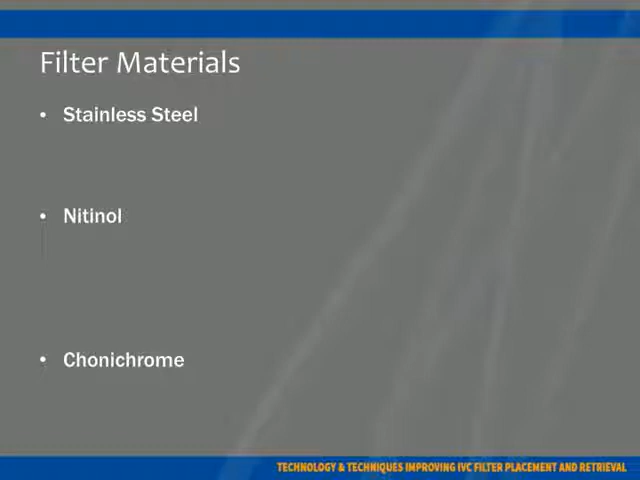 Filter Materials
• Stainless Steel
• Nitinol
• Chonichrome
TECHNOLOGY & TECHNIQUES IMPROVING IVC FILTER PLACEMENT AND RETRIEVAL